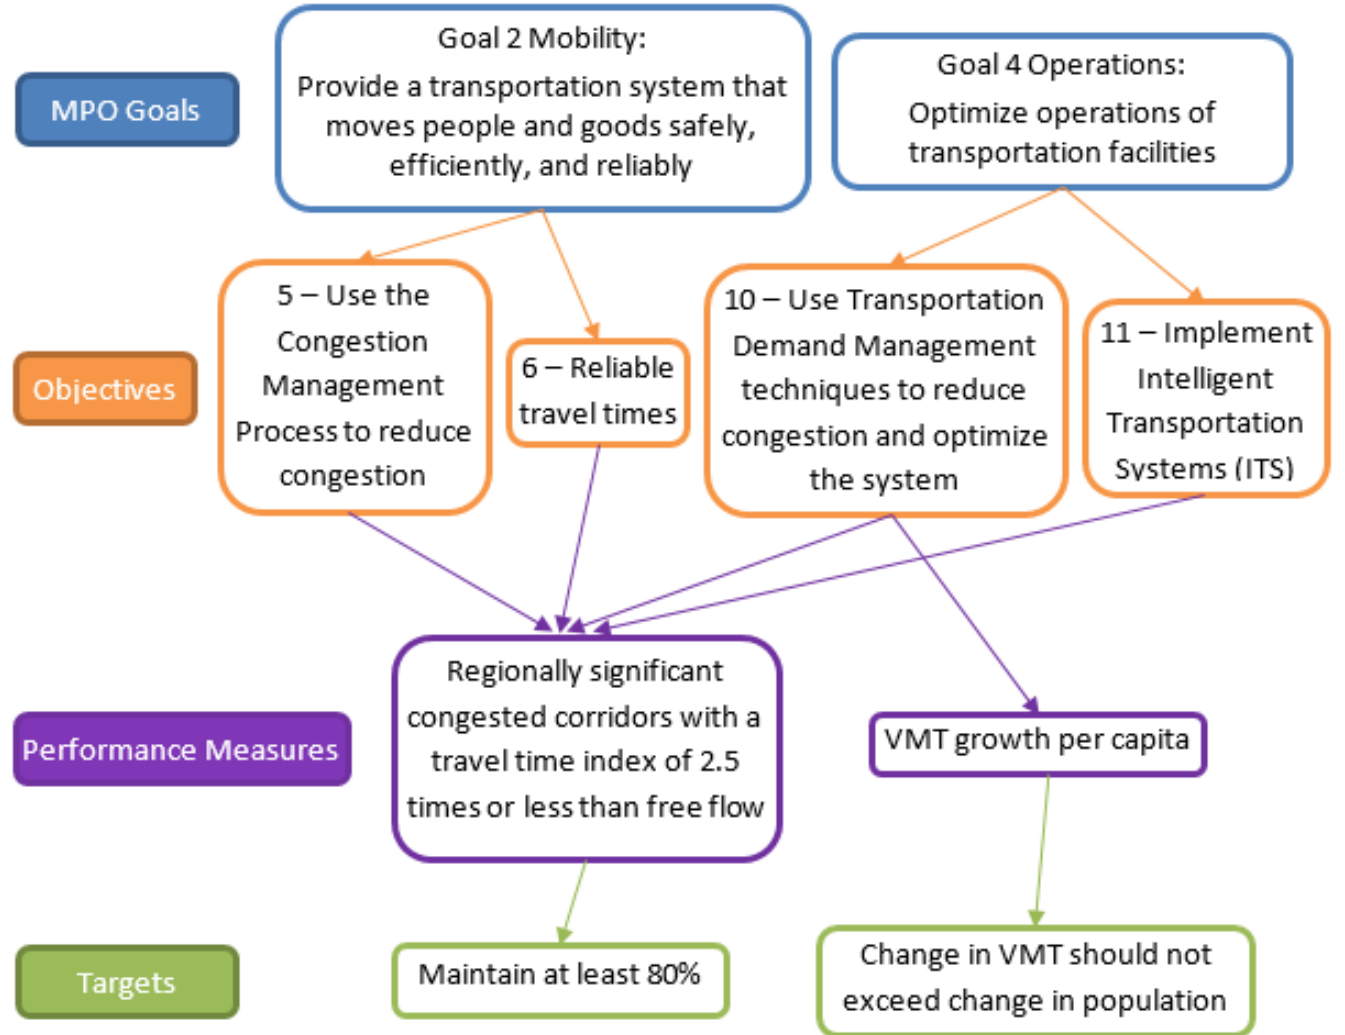 MPO Goals
Goal 2 Mobility:
Provide a transportation system that
moves people and goods safely,
efficiently, and reliably
Goal 4 Operations:
Optimize operations of
transportation facilities
Objectives
5 – Use the
Congestion
Management
Process to reduce
congestion
6 – Reliable
travel times
10 – Use Transportation
Demand Management
techniques to reduce
congestion and optimize
the system
11 – Implement
Intelligent
Transportation
Systems (ITS)
Performance Measures
Regionally significant
congested corridors with a
travel time index of 2.5
times or less than free flow
VMT growth per capita
Targets
Maintain at least 80%
Change in VMT should not
exceed change in population